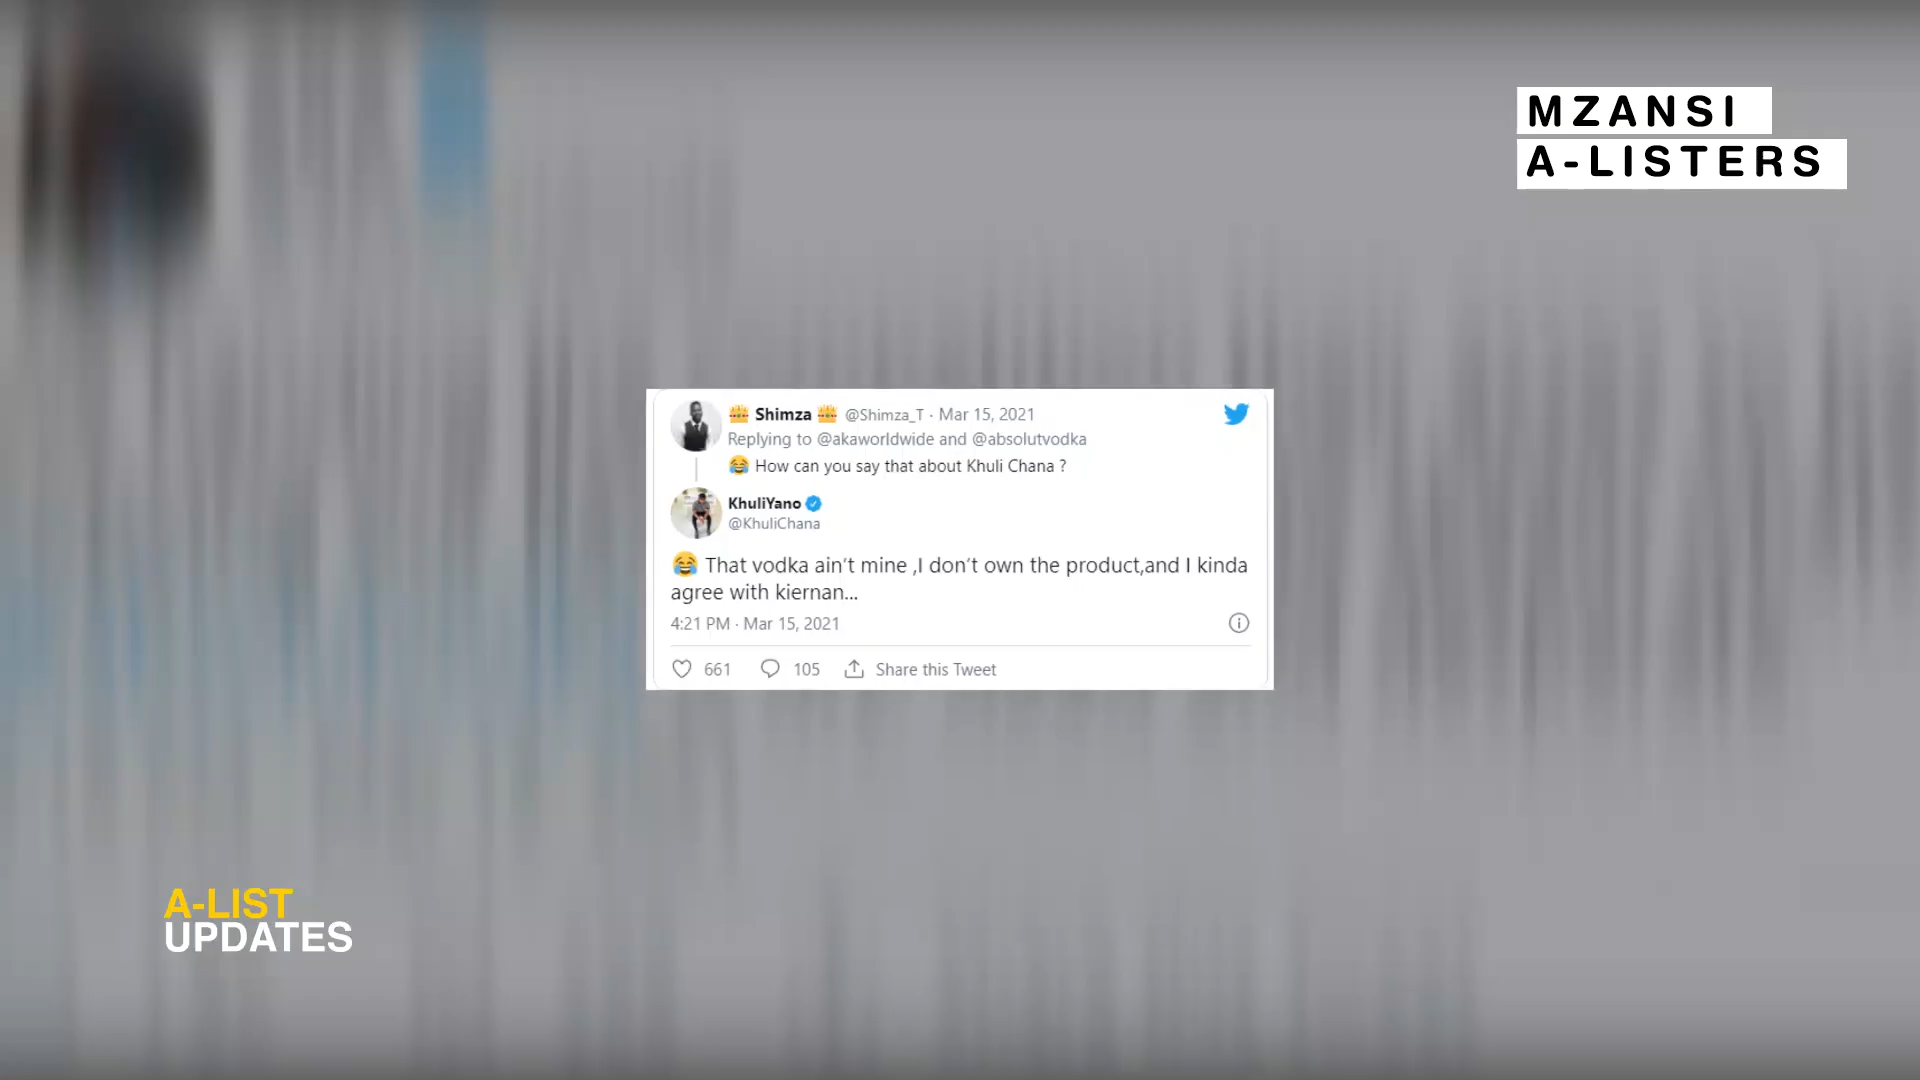 MZANSI
A-LISTERS
👑 Shimza 👑 @Shimza_T · Mar 15, 2021
Replying to @akaworldwide and @absolutvodka
😂 How can you say that about Khuli Chana ?
KhuliYano
@KhuliChana
😂 That vodka ain't mine ,I don't own the product,and I kinda
agree with kiernan...
4:21 PM · Mar 15, 2021
661 105 Share this Tweet
A-LIST
UPDATES